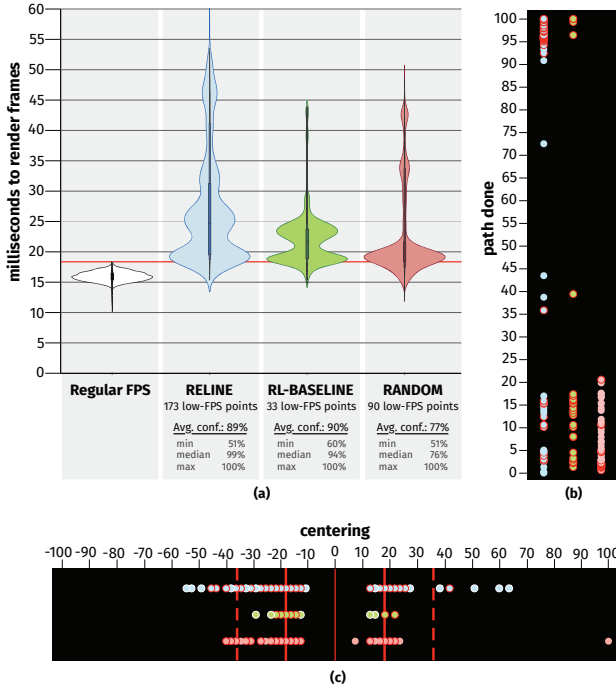 milliseconds to render frames
60
55
50
45
40
35
30
25
20
15
10
5
0
Regular FPS
RELINE
173 low-FPS points
Avg. conf.: 89%
min 51%
median 99%
max 100%
RL-BASELINE
33 low-FPS points
Avg. conf.: 90%
min 60%
median 94%
max 100%
RANDOM
90 low-FPS points
Avg. conf.: 77%
min 51%
median 76%
max 100%
(a)
path done
100
95
90
85
80
75
70
65
60
55
50
45
40
35
30
25
20
15
10
5
0
(b)
centering
-100 -90 -80 -70 -60 -50 -40 -30 -20 -10 0 10 20 30 40 50 60 70 80 90 100
(c)